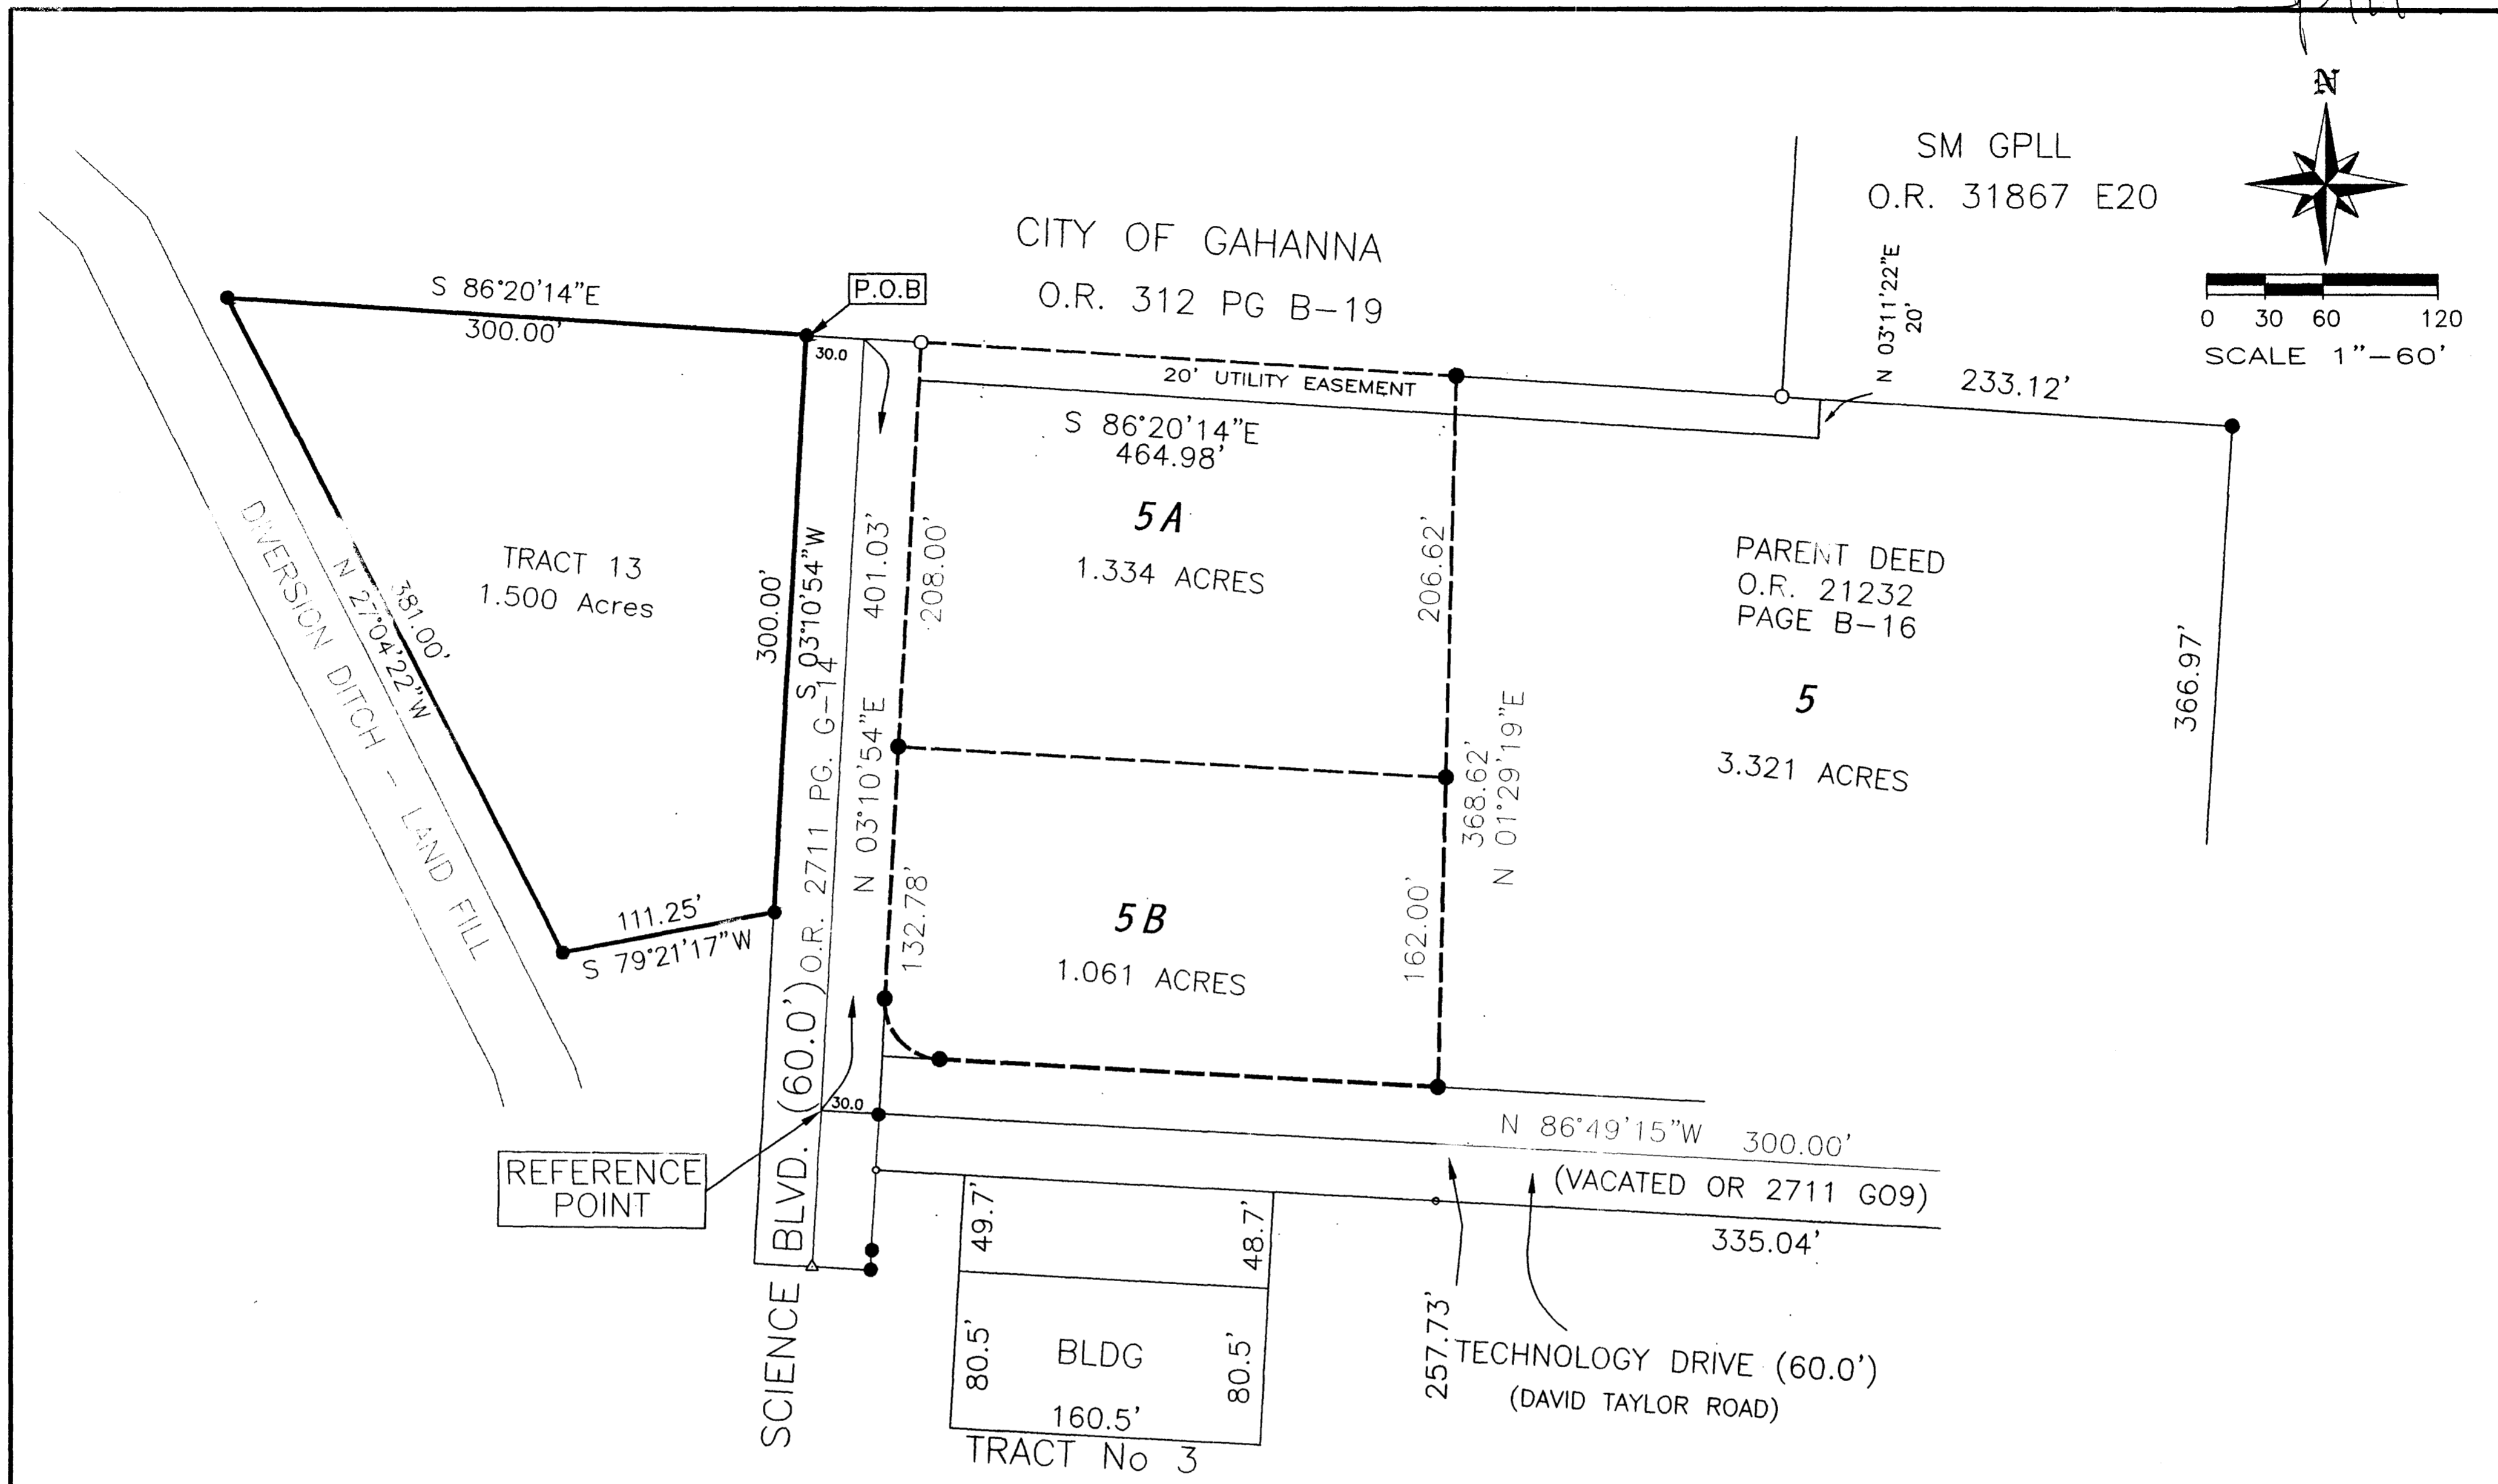 N
SM GPLL
O.R. 31867 E20
0 30 60 120
SCALE 1"-60'
CITY OF GAHANNA
O.R. 312 PG B-19
P.O.B
S 86°20'14"E
300.00'
30.0
20' UTILITY EASEMENT
N 03°11'22"E
20'
233.12'
S 86°20'14"E
464.98'
5A
1.334 ACRES
TRACT 13
1.500 Acres
DIVERSION DITCH - LAND FILL
N 27°04'22"W
381.00'
300.00'
S 03°10'54"W
401.03'
N 03°10'54"E
208.00'
206.62'
PARENT DEED
O.R. 21232
PAGE B-16
5
3.321 ACRES
366.97'
368.62'
N 01°29'19"E
111.25'
S 79°21'17"W
132.78'
5B
1.061 ACRES
162.00'
SCIENCE BLVD. (60.0') O.R. 2711 PG. G-14
30.0
REFERENCE
POINT
N 86°49'15"W 300.00'
(VACATED OR 2711 GO9)
335.04'
49.7'
48.7'
80.5'
BLDG
80.5'
160.5'
TRACT No 3
257.73'
TECHNOLOGY DRIVE (60.0')
(DAVID TAYLOR ROAD)